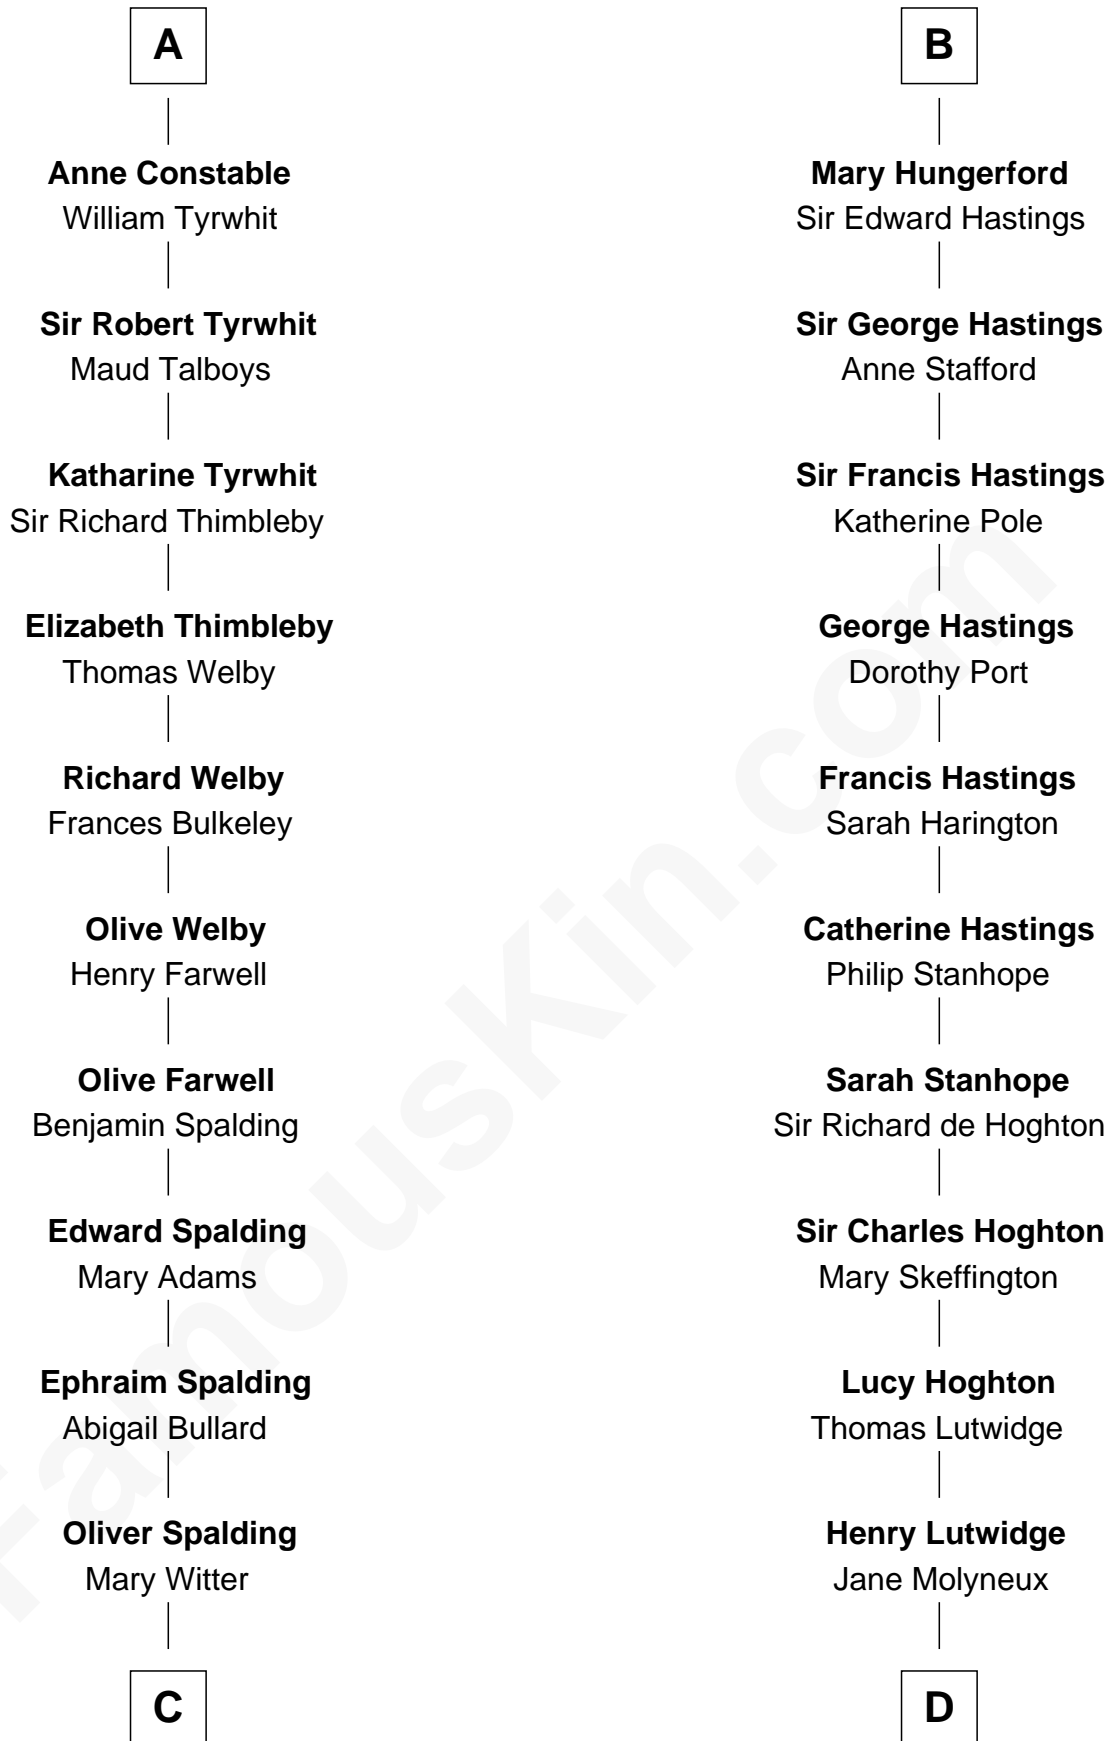 A
Anne Constable
William Tyrwhit
Sir Robert Tyrwhit
Maud Talboys
Katharine Tyrwhit
Sir Richard Thimbleby
Elizabeth Thimbleby
Thomas Welby
Richard Welby
Frances Bulkeley
Olive Welby
Henry Farwell
Olive Farwell
Benjamin Spalding
Edward Spalding
Mary Adams
Ephraim Spalding
Abigail Bullard
Oliver Spalding
Mary Witter
C
B
Mary Hungerford
Sir Edward Hastings
Sir George Hastings
Anne Stafford
Sir Francis Hastings
Katherine Pole
George Hastings
Dorothy Port
Francis Hastings
Sarah Harington
Catherine Hastings
Philip Stanhope
Sarah Stanhope
Sir Richard de Hoghton
Sir Charles Hoghton
Mary Skeffington
Lucy Hoghton
Thomas Lutwidge
Henry Lutwidge
Jane Molyneux
D
FamousKin.com